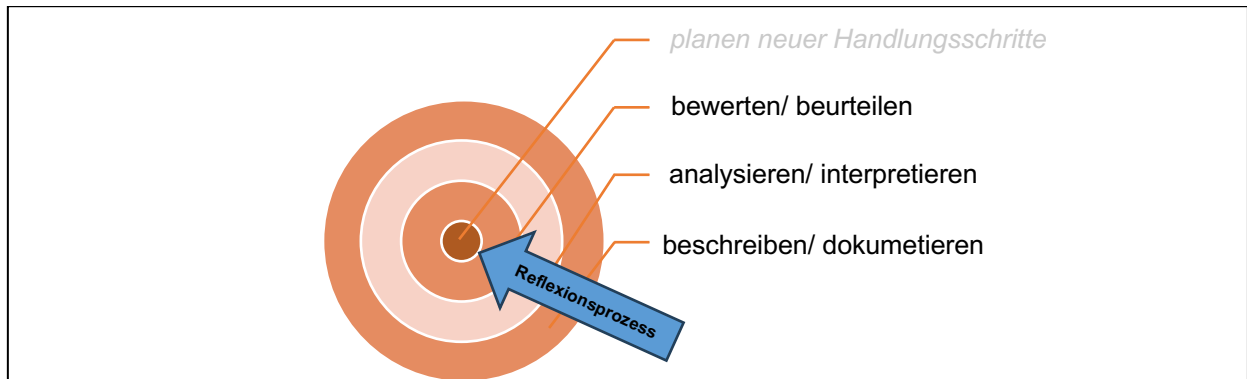 planen neuer Handlungsschritte
bewerten/ beurteilen
analysieren/ interpretieren
beschreiben/ dokumetieren
Reflexionsprozess